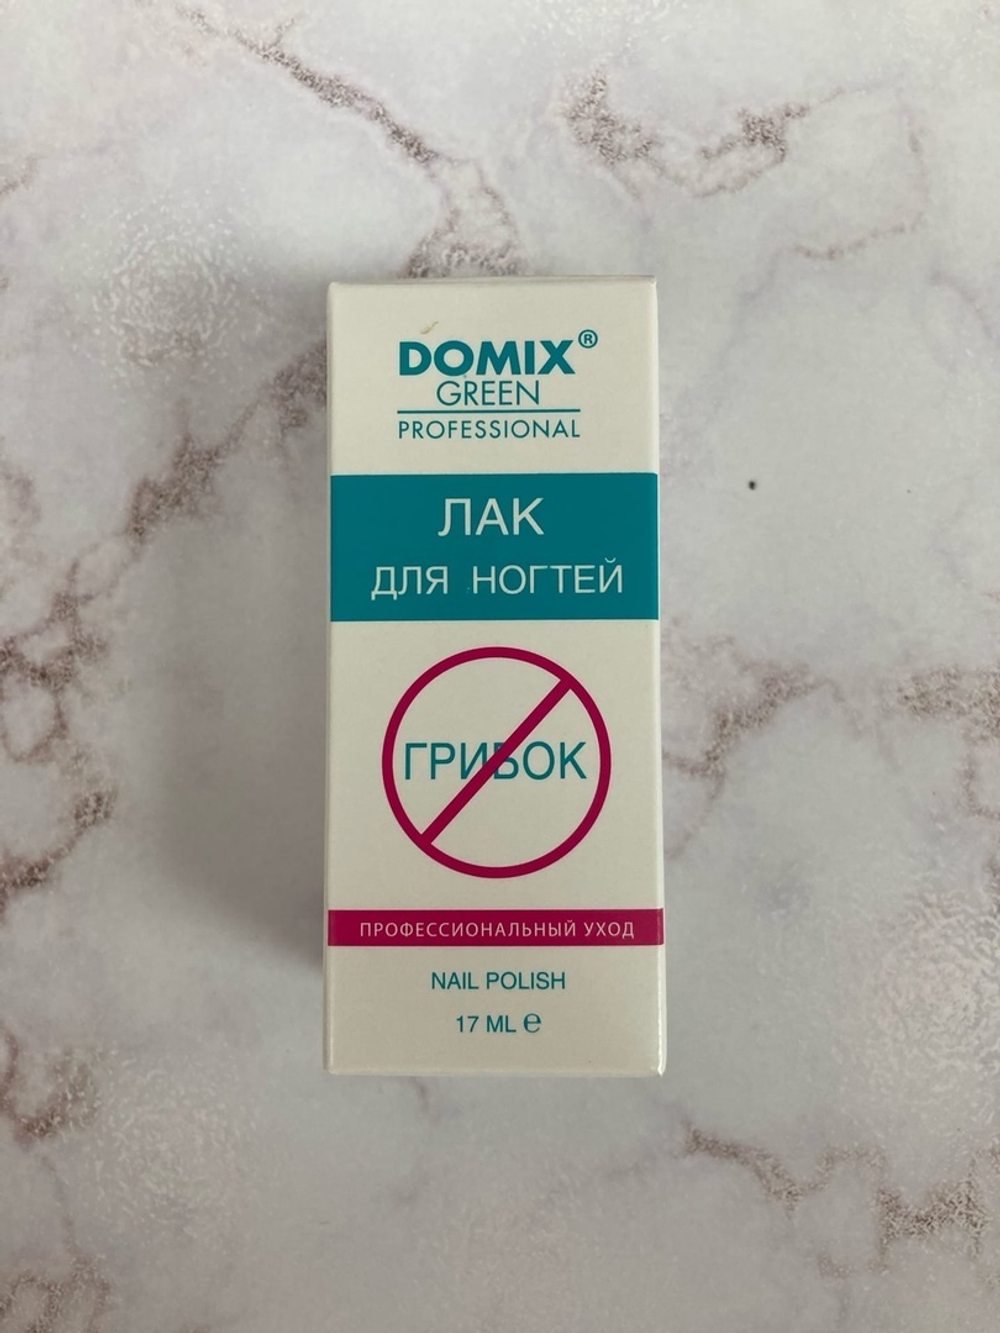 DOMIX®
GREEN
PROFESSIONAL
ЛАК
ДЛЯ НОГТЕЙ
ГРИБОК
ПРОФЕССИОНАЛЬНЫЙ УХОД
NAIL POLISH
17 ML ℮